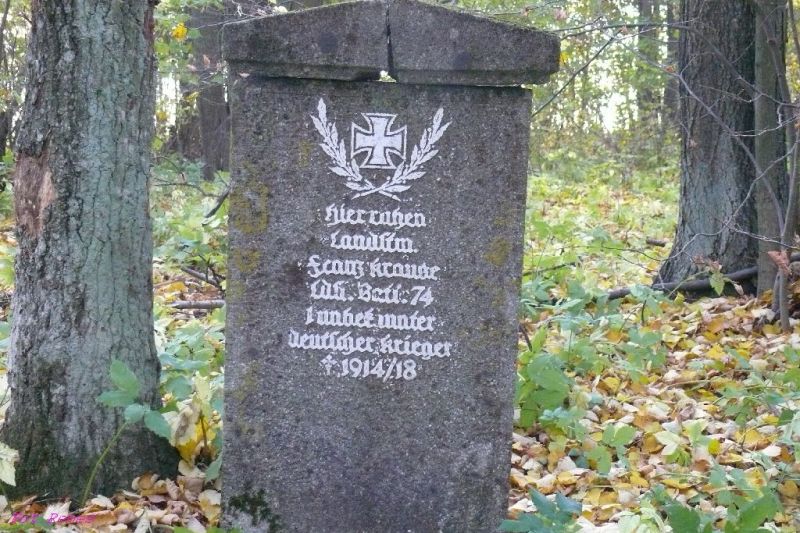 Hier ruhen
Landstm.
Franz Krause
Ldst. Batl. 74
1 unbekannter
deutscher Krieger
† 1914/18